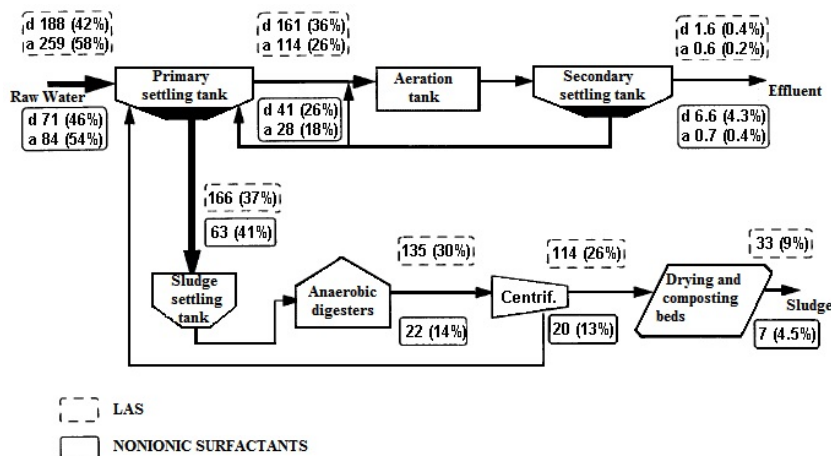 d 188 (42%)
a 259 (58%)
d 161 (36%)
a 114 (26%)
d 1.6 (0.4%)
a 0.6 (0.2%)
Primary
settling tank
Aeration
tank
Secondary
settling tank
Raw Water
Effluent
d 71 (46%)
a 84 (54%)
d 41 (26%)
a 28 (18%)
d 6.6 (4.3%)
a 0.7 (0.4%)
166 (37%)
63 (41%)
135 (30%)
114 (26%)
33 (9%)
Sludge
settling
tank
Anaerobic
digesters
Centrif.
Drying and
composting
beds
Sludge
22 (14%)
20 (13%)
7 (4.5%)
LAS
NONIONIC SURFACTANTS